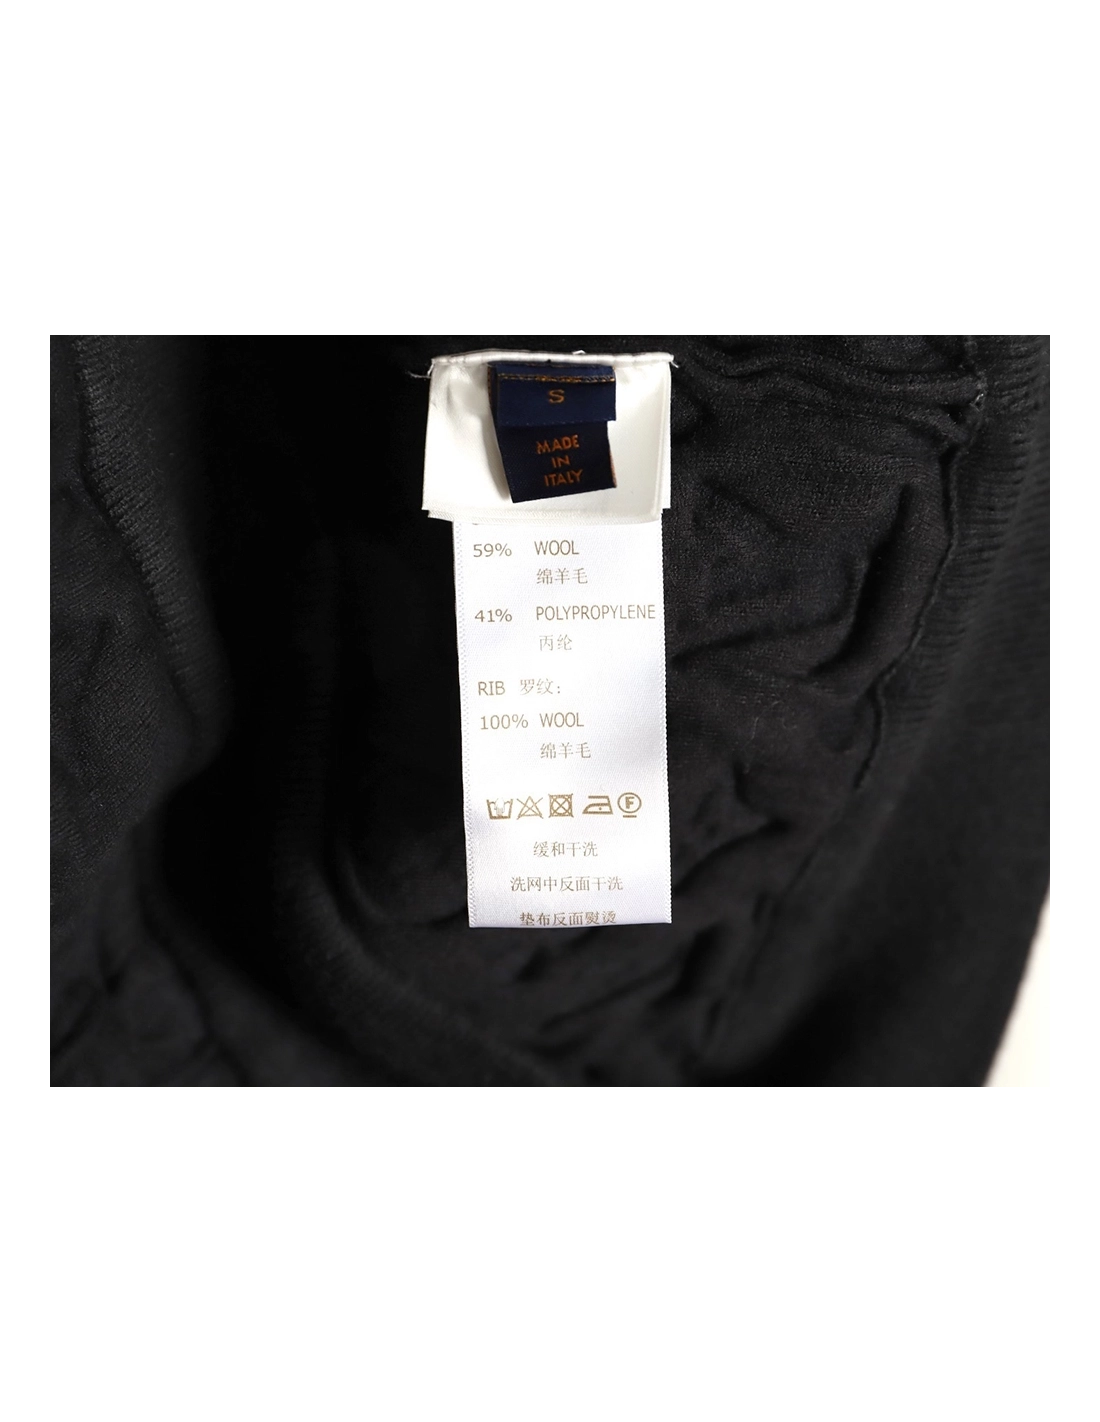 S
MADE
IN
ITALY
59% WOOL
绵羊毛
41% POLYPROPYLENE
丙纶
RIB 罗纹:
100% WOOL
绵羊毛
F
缓和干洗
洗网中反面干洗
垫布反面熨烫